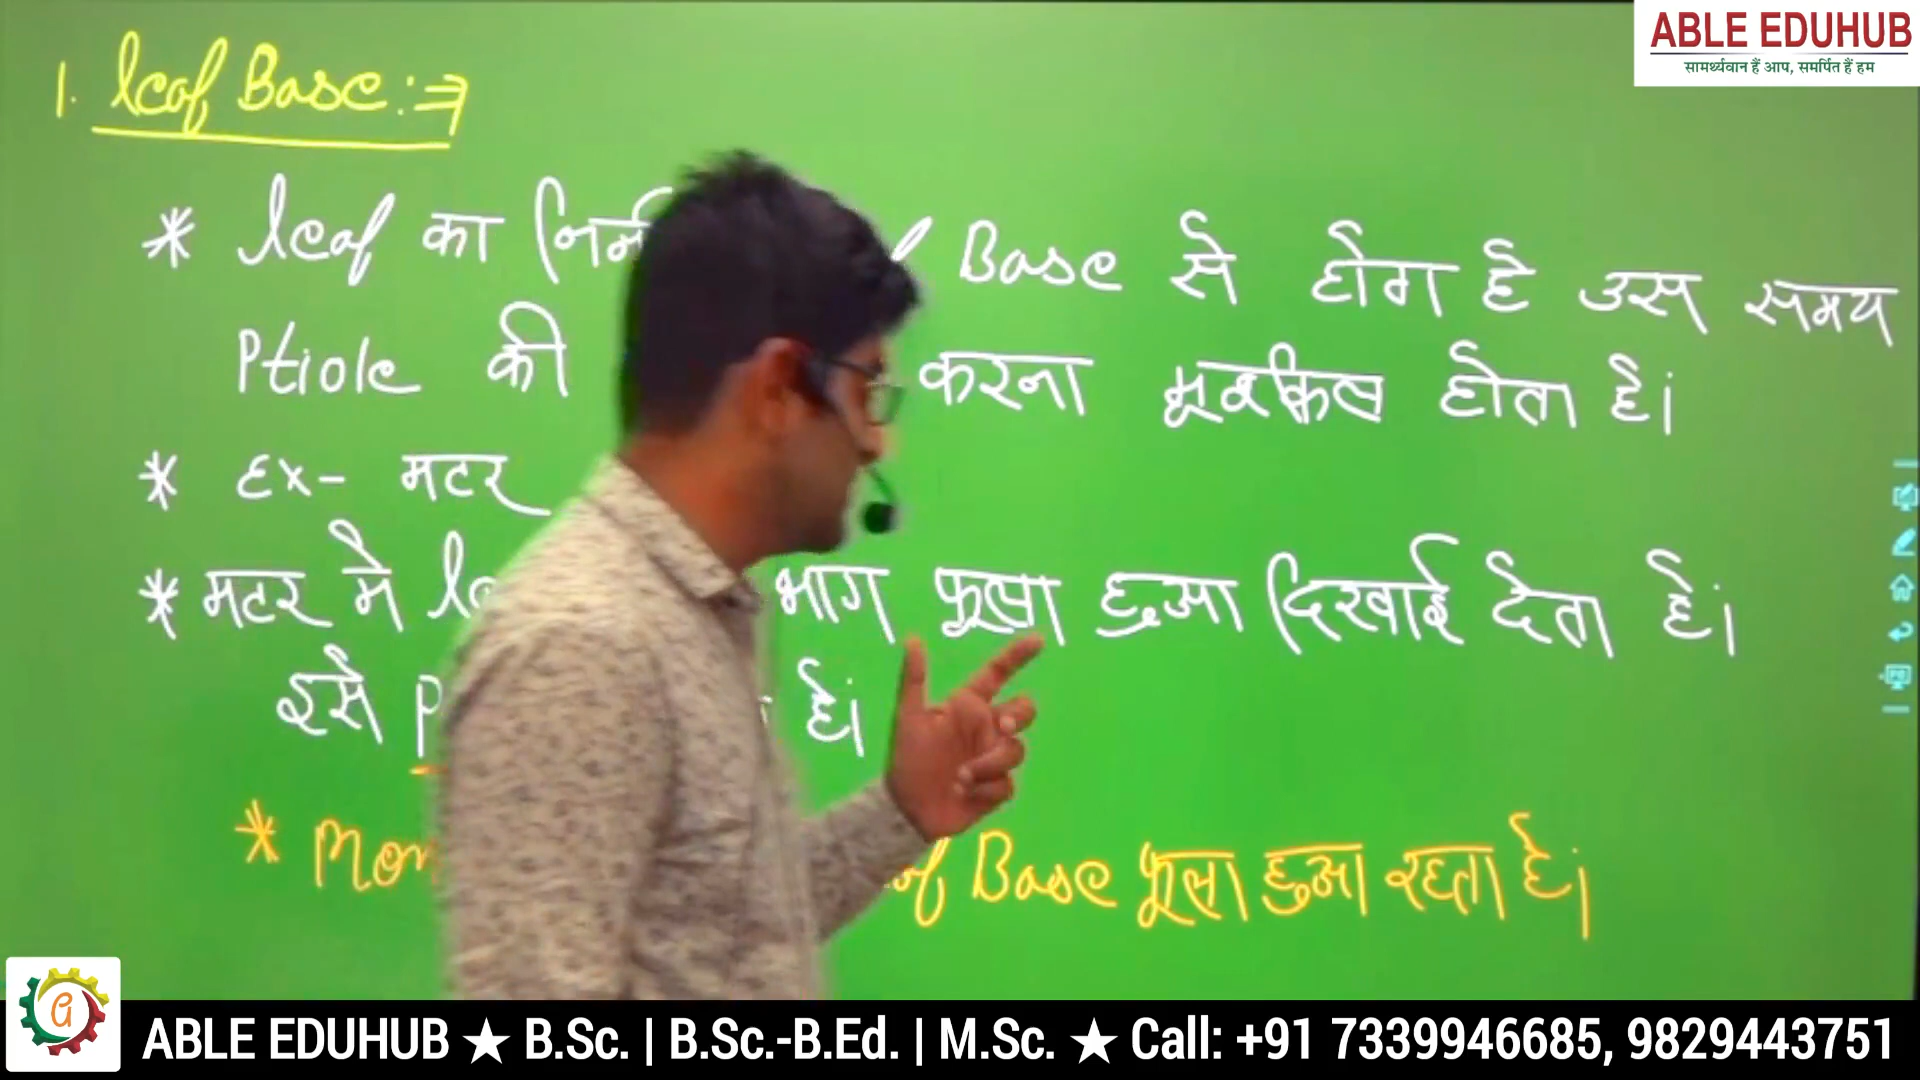 ABLE EDUHUB
सामर्थ्यवान हैं आप, समर्पित हैं हम
1. leaf Base :⇒
* leaf का Base से होग है उस समय
Ptiole की करना मुश्किल होता है।
* Ex- मटर
* मटर मे भाग फूला हुआ दिखाई देता है।
इसे है।
* Base फूला हुआ रहता है।
ABLE EDUHUB ★ B.Sc. | B.Sc.-B.Ed. | M.Sc. ★ Call: +91 7339946685, 9829443751